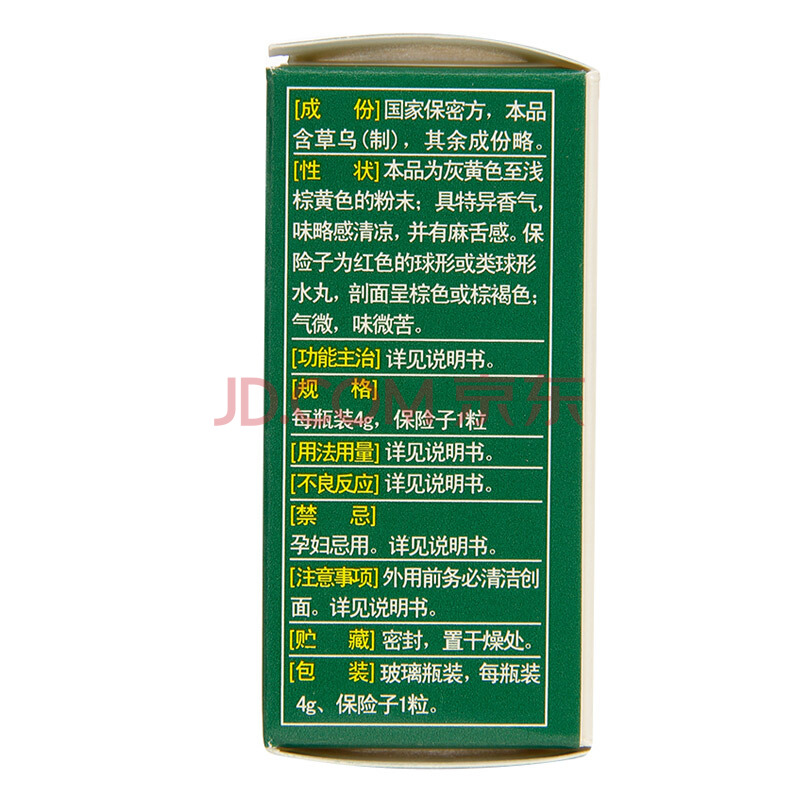 [成 份]国家保密方，本品
含草乌(制)，其余成份略。
[性 状]本品为灰黄色至浅
棕黄色的粉末；具特异香气，
味略感清凉，并有麻舌感。保
险子为红色的球形或类球形
水丸，剖面呈棕色或棕褐色；
气微，味微苦。
[功能主治]详见说明书。
[规 格]
JD.COM 京东
每瓶装4g，保险子1粒
[用法用量]详见说明书。
[不良反应]详见说明书。
[禁 忌]
孕妇忌用。详见说明书。
[注意事项]外用前务必清洁创
面。详见说明书。
[贮 藏]密封，置干燥处。
[包 装]玻璃瓶装，每瓶装
4g、保险子1粒。